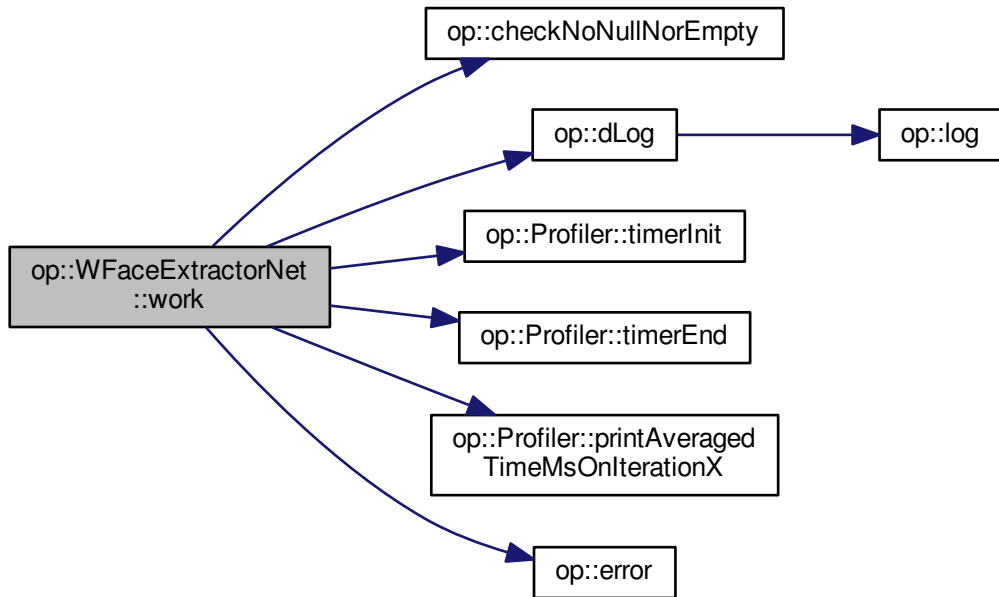 op::checkNoNullNorEmpty
op::dLog
op::log
op::Profiler::timerInit
op::WFaceExtractorNet
::work
op::Profiler::timerEnd
op::Profiler::printAveraged
TimeMsOnIterationX
op::error